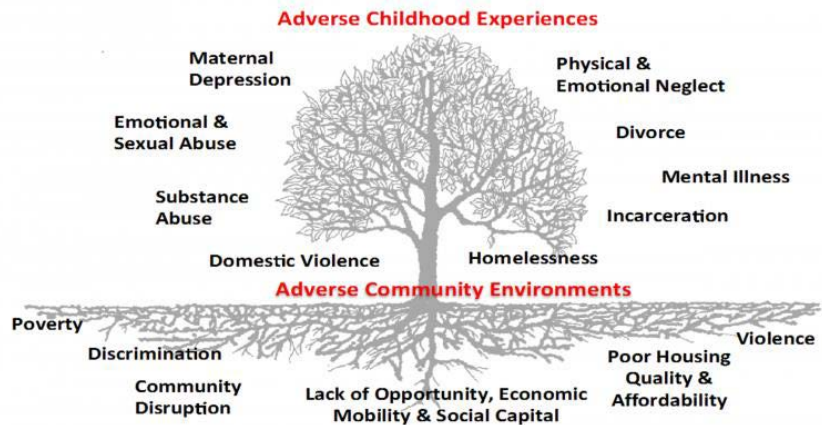 Adverse Childhood Experiences
Maternal
Depression
Physical &
Emotional Neglect
Emotional &
Sexual Abuse
Divorce
Mental Illness
Substance
Abuse
Incarceration
Domestic Violence
Homelessness
Adverse Community Environments
Poverty
Violence
Discrimination
Poor Housing
Quality &
Affordability
Community
Disruption
Lack of Opportunity, Economic
Mobility & Social Capital